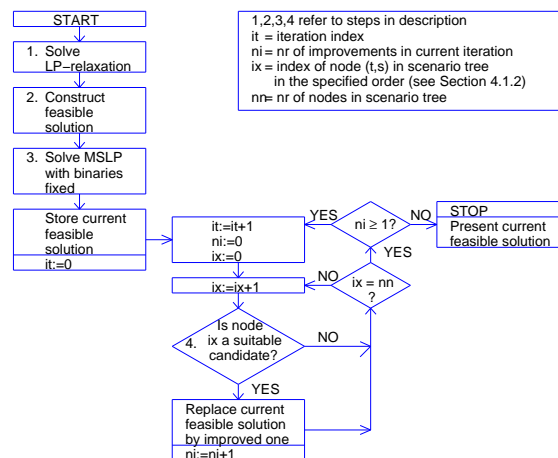 START
1. Solve
LP-relaxation
2. Construct
feasible
solution
3. Solve MSLP
with binaries
fixed
Store current
feasible
solution
it:=0
1,2,3,4 refer to steps in description
it = iteration index
ni = nr of improvements in current iteration
ix = index of node (t,s) in scenario tree
in the specified order (see Section 4.1.2)
nn= nr of nodes in scenario tree
it:=it+1
ni:=0
ix:=0
YES
ni ≥ 1?
NO
STOP
Present current
feasible solution
YES
ix:=ix+1
NO
ix = nn
?
4. Is node
ix a suitable
candidate?
NO
YES
Replace current
feasible solution
by improved one
ni:=ni+1